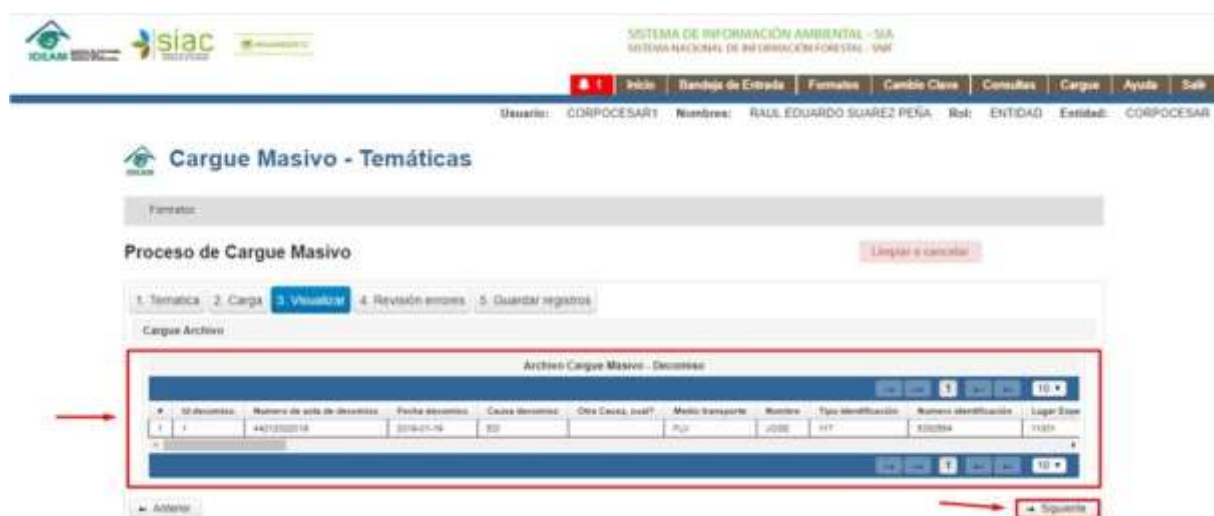 IDEAM
siac
SISTEMA DE INFORMACIÓN AMBIENTAL - SIA
SISTEMA NACIONAL DE INFORMACIÓN FORESTAL - SNIF
1 Inicio Bandeja de Entrada Formatos Cambio Clave Consultas Cargue Ayuda Salir
Usuario: CORPOCESAR1 Nombres: RAUL EDUARDO SUAREZ PEÑA Rol: ENTIDAD Entidad: CORPOCESAR
IDEAM
Cargue Masivo - Temáticas
Formatos
Proceso de Cargue Masivo
Limpiar o cancelar
1. Tematica 2. Carga 3. Visualizar 4. Revisión errores 5. Guardar registros
Cargue Archivo
Archivo Cargue Masivo - Decomiso
1 10
# Id decomiso Numero de acta de decomiso Fecha decomiso Causa decomiso Otra Causa, cual? Medio transporte Nombre Tipo identificación Numero identificación Lugar Expe
1 1 JOSE
1 10
Anterior
Siguiente